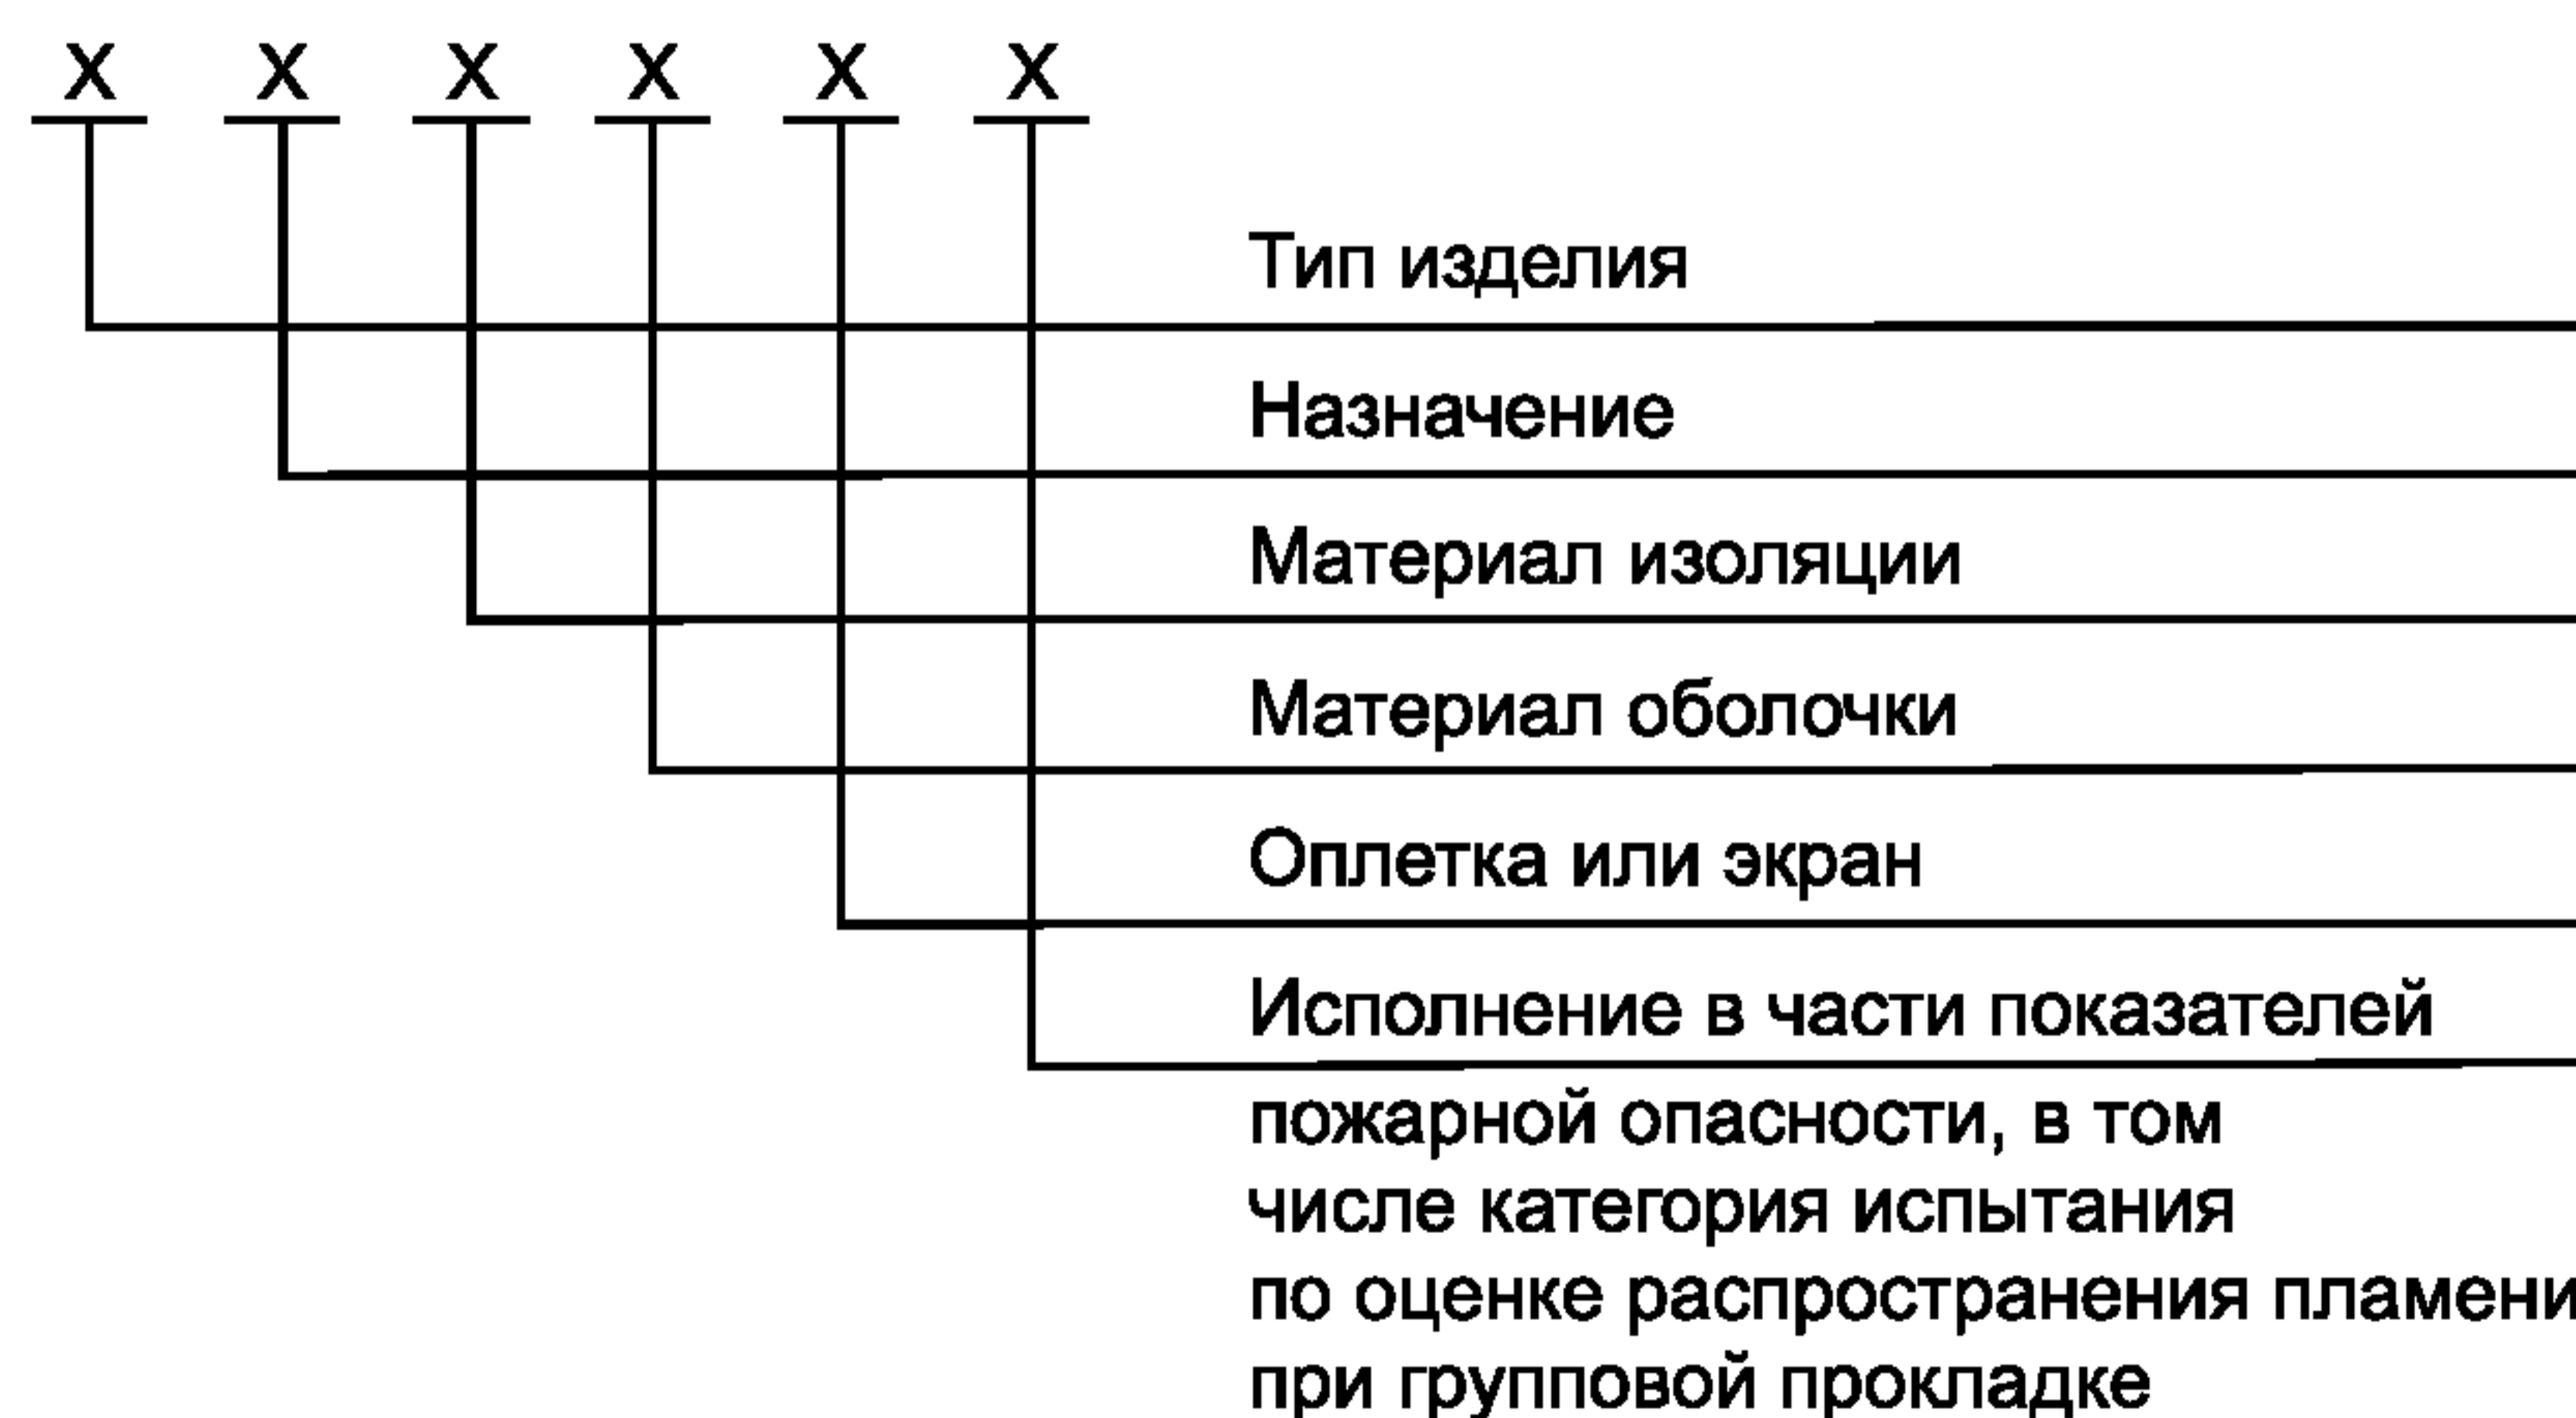 X X X X X X
Тип изделия
Назначение
Материал изоляции
Материал оболочки
Оплетка или экран
Исполнение в части показателей
пожарной опасности, в том
числе категория испытания
по оценке распространения пламени
при групповой прокладке